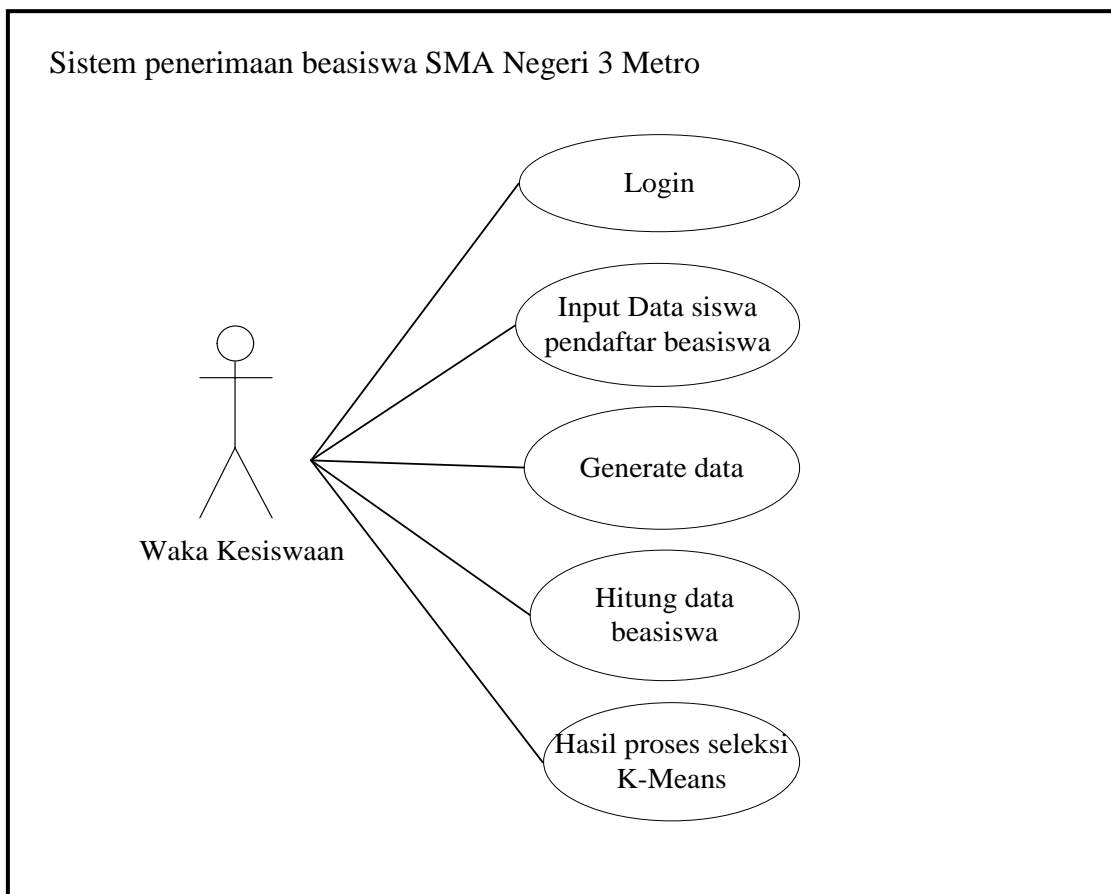 Sistem penerimaan beasiswa SMA Negeri 3 Metro
Login
Input Data siswa
pendaftar beasiswa
Generate data
Waka Kesiswaan
Hitung data
beasiswa
Hasil proses seleksi
K-Means